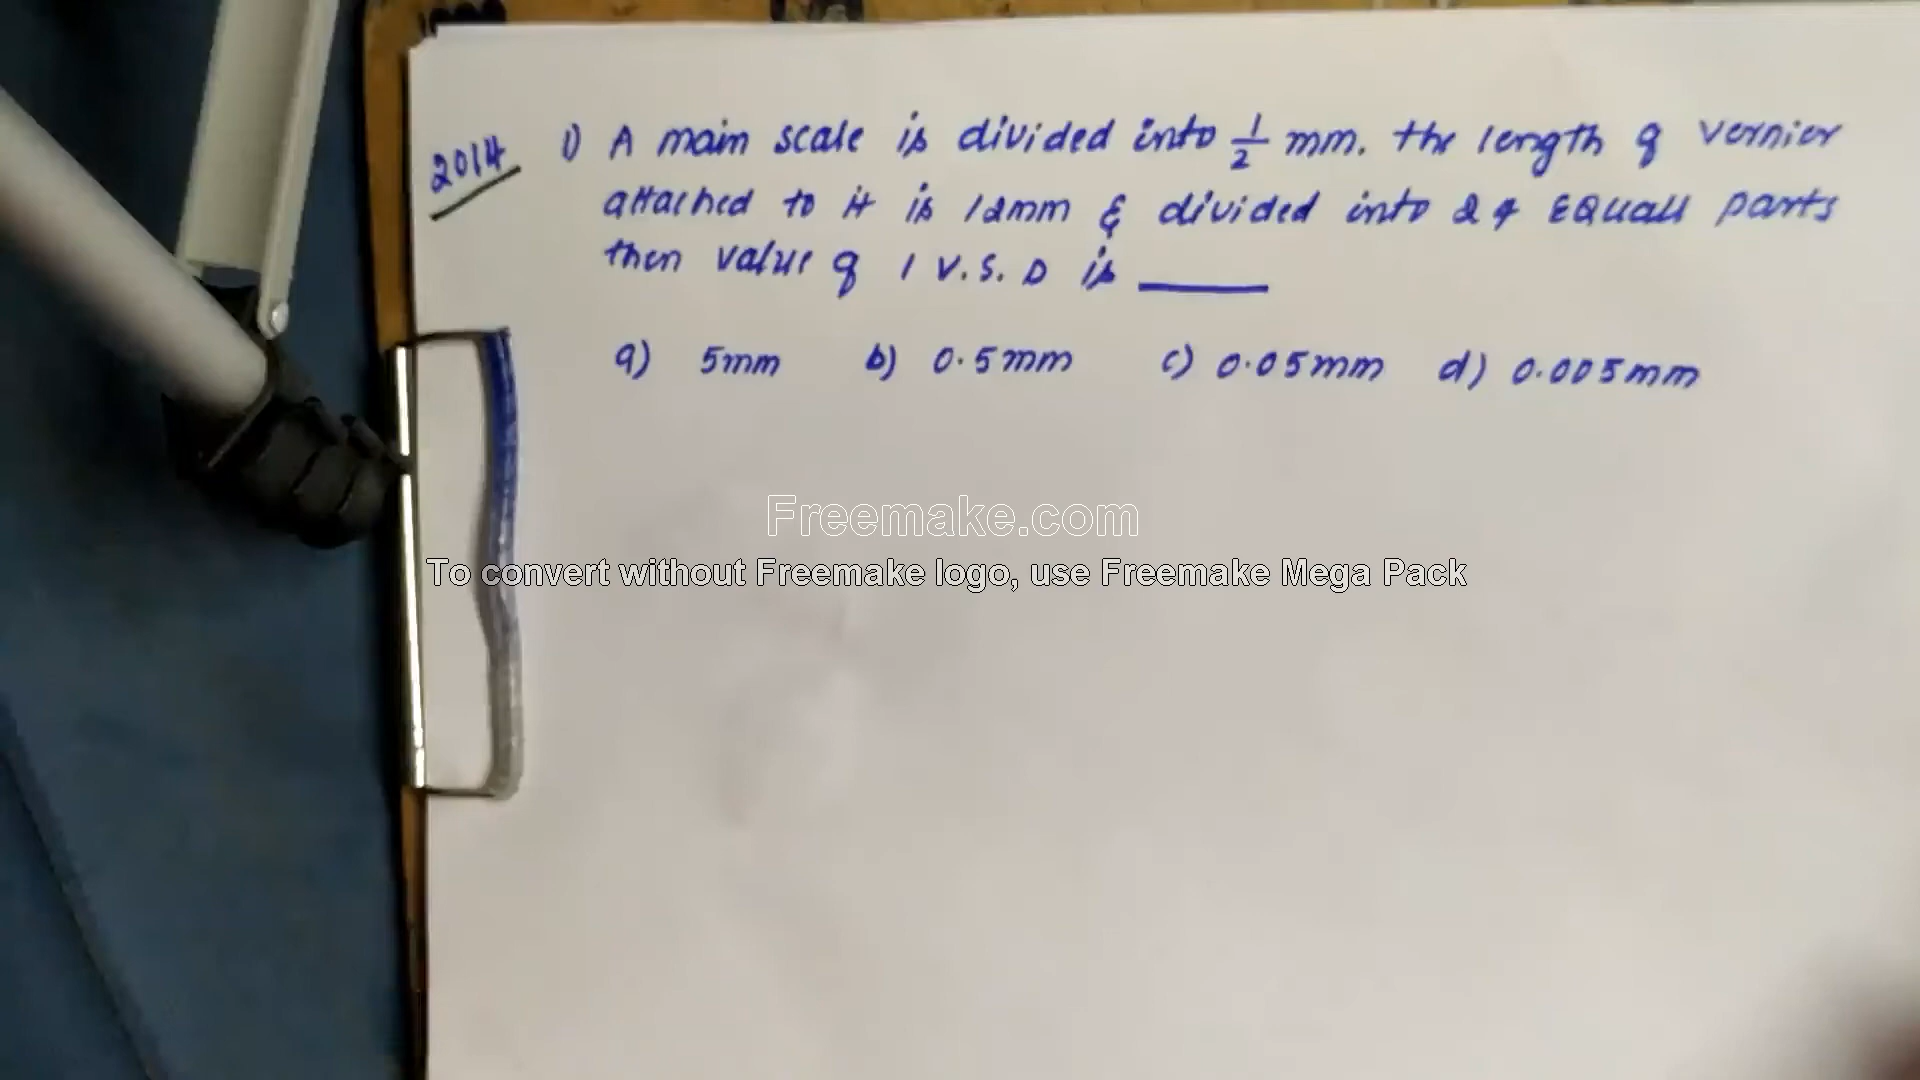 2014
1) A main scale is divided into 1/2 mm. The length of vernier
attached to it is 12mm & divided into 24 EQuall parts
then value of 1 V.S.D is _____
a) 5mm b) 0.5mm c) 0.05mm d) 0.005mm
Freemake.com
To convert without Freemake logo, use Freemake Mega Pack